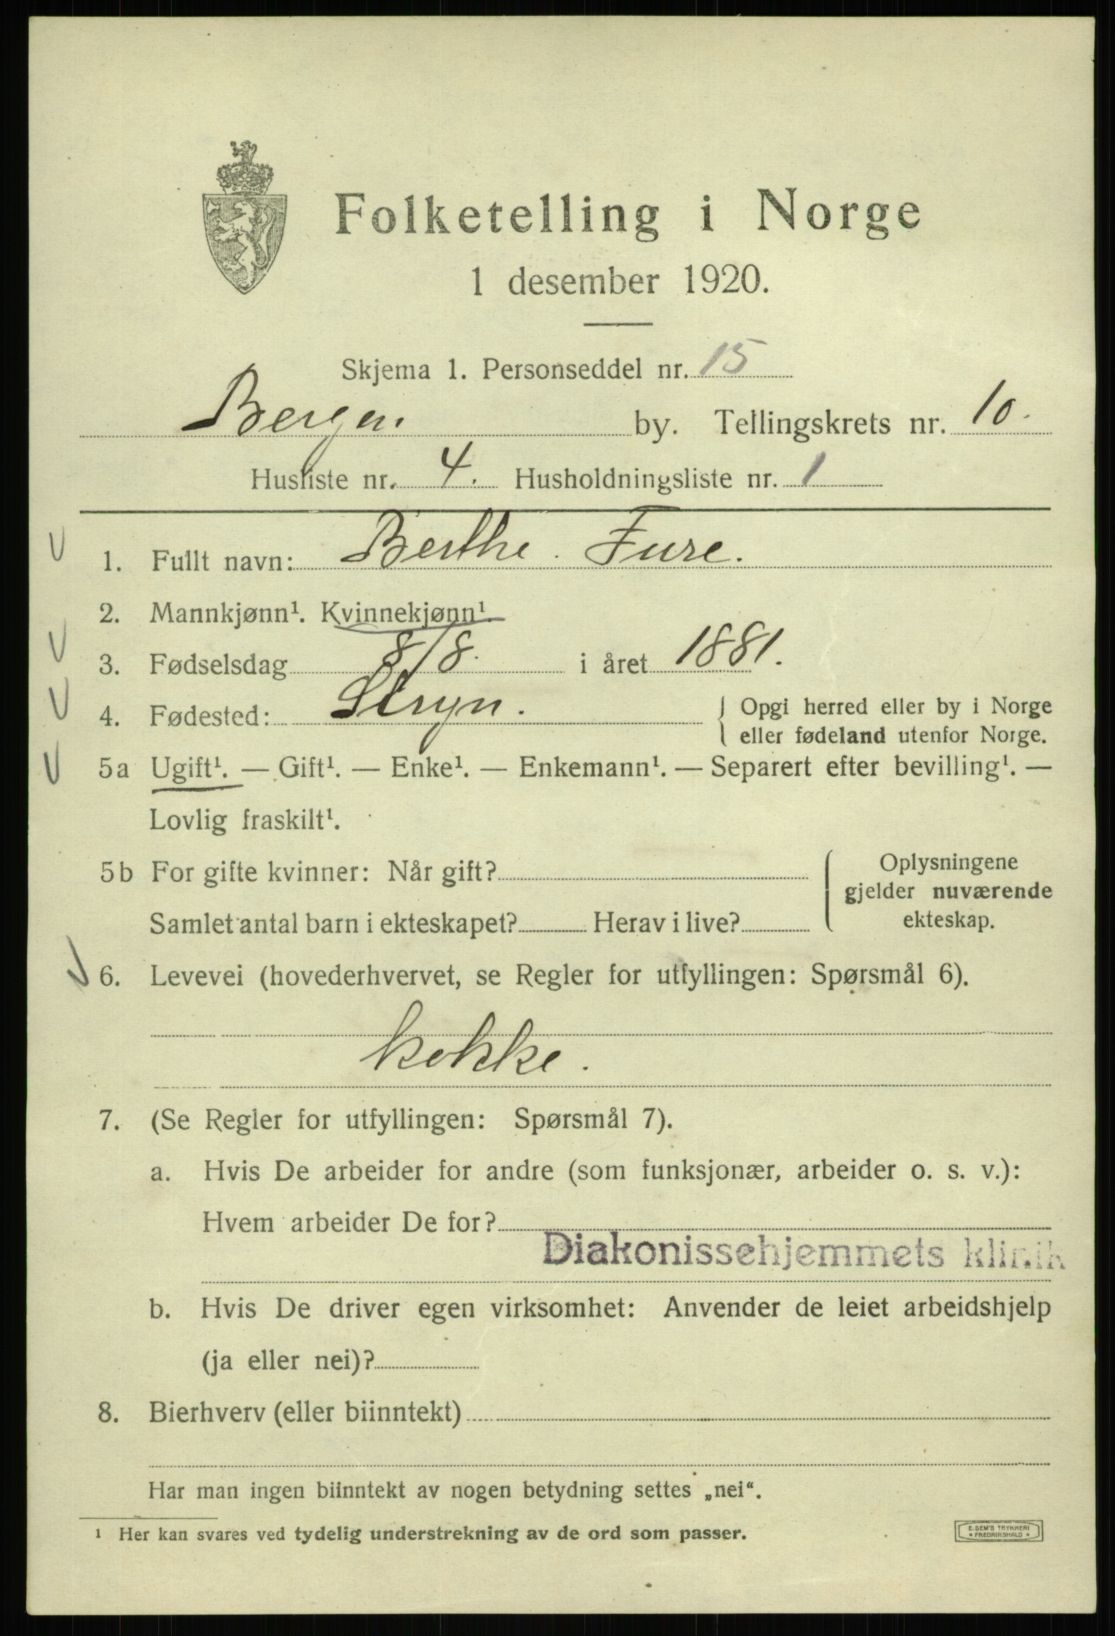 Folketelling i Norge
1 desember 1920.
Skjema 1. Personseddel nr. 15
Bergen by. Tellingskrets nr. 10.
Husliste nr. 4. Husholdningsliste nr. 1
1. Fullt navn: Berthe Fure.
2. Mannkjønn¹. Kvinnekjønn¹.
3. Fødselsdag 8/8. i året 1881.
4. Fødested: Stryn. Opgi herred eller by i Norge
eller fødeland utenfor Norge.
5a Ugift¹. — Gift¹. — Enke¹. — Enkemann¹. — Separert efter bevilling¹. —
Lovlig fraskilt¹.
5b For gifte kvinner: Når gift?
Samlet antal barn i ekteskapet? Herav i live?
Oplysningene
gjelder nuværende
ekteskap.
6. Levevei (hovederhvervet, se Regler for utfyllingen: Spørsmål 6).
kokke.
7. (Se Regler for utfyllingen: Spørsmål 7).
a. Hvis De arbeider for andre (som funksjonær, arbeider o. s. v.):
Hvem arbeider De for?
Diakonissehjemmets klinik
b. Hvis De driver egen virksomhet: Anvender de leiet arbeidshjelp
(ja eller nei)?
8. Bierhverv (eller biinntekt)
Har man ingen biinntekt av nogen betydning settes „nei“.
¹ Her kan svares ved tydelig understrekning av de ord som passer.
E. SEM'S TRYKKERI
* FREDRIKSHALD *